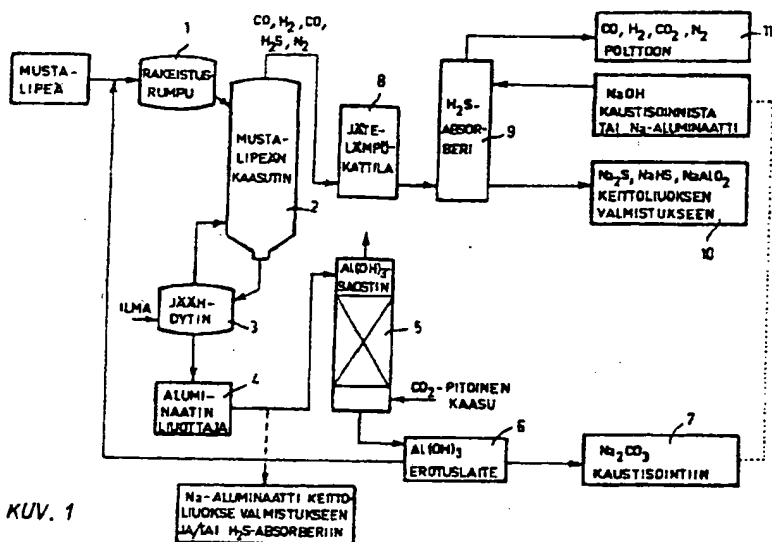 1
MUSTA-
LIPEÄ
RAKEISTUS-
RUMPU
CO, H₂, CO,
H₂S, N₂
MUSTA-
LIPEÄN
KAASUTIN
2
8
JÄTE-
LÄMPÖ-
KATTILA
H₂S-
ABSOR-
BERI
9
CO, H₂, CO₂, N₂
POLTTOON
11
NaOH
KAUSTISOINNISTA
TAI Na-ALUMINAATTI
Na₂S, NaHS, NaAlO₂
KEITTOLIUOKSEN
VALMISTUKSEEN
10
ILMA
JÄÄH-
DYTIN
3
Al(OH)₃
SAOSTIN
5
CO₂-PITOINEN
KAASU
4
ALUMI-
NAATIN
LIUOTTAJA
6
Al(OH)₃
EROTUSLAITE
7
Na₂CO₃
KAUSTISOINTIIN
Na-ALUMINAATTI KEITTO-
LIUOKSE VALMISTUKSEEN
JA/TAI H₂S-ABSORBERIIN
KUV. 1